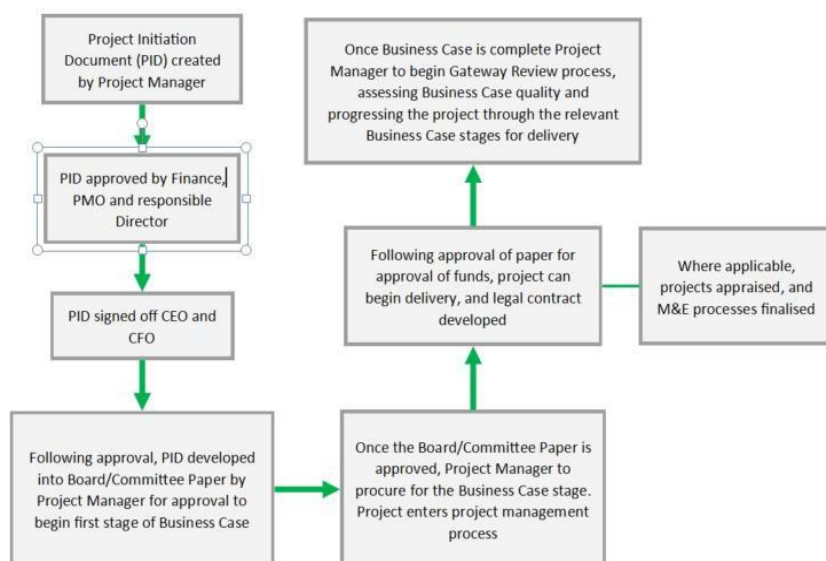 Project Initiation
Document (PID) created
by Project Manager
PID approved by Finance,
PMO and responsible
Director
PID signed off CEO and
CFO
Following approval, PID developed
into Board/Committee Paper by
Project Manager for approval to
begin first stage of Business Case
Once the Board/Committee Paper is
approved, Project Manager to
procure for the Business Case stage.
Project enters project management
process
Following approval of paper for
approval of funds, project can
begin delivery, and legal contract
developed
Where applicable,
projects appraised, and
M&E processes finalised
Once Business Case is complete Project
Manager to begin Gateway Review process,
assessing Business Case quality and
progressing the project through the relevant
Business Case stages for delivery